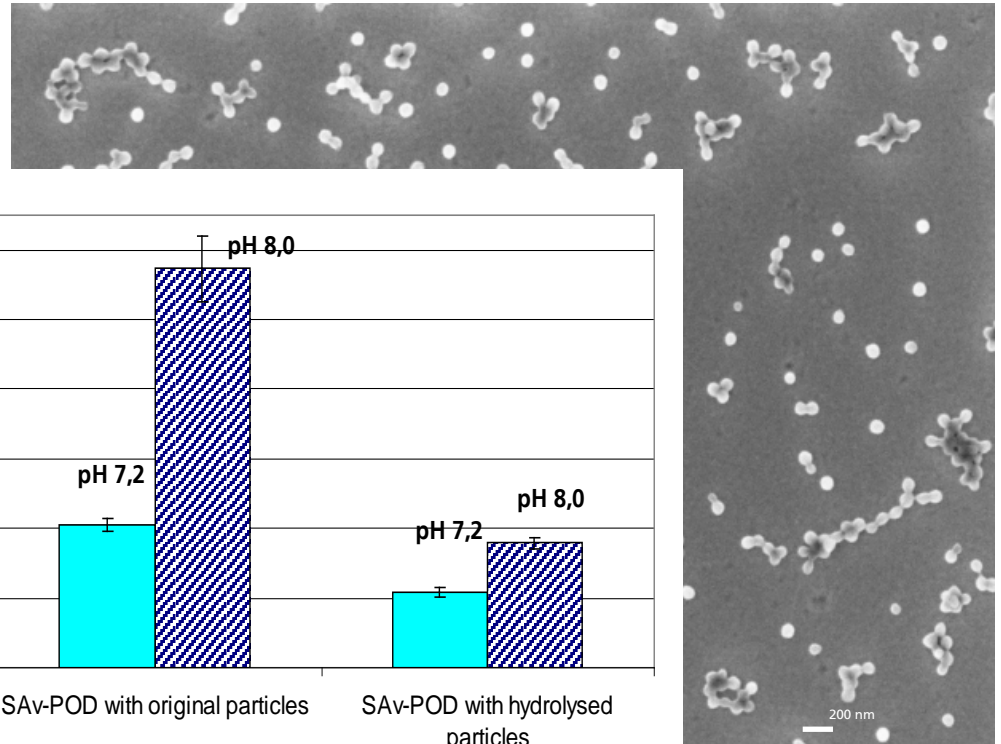 pH 8,0
pH 7,2
pH 8,0
pH 7,2
SAv-POD with original particles
SAv-POD with hydrolysed
particles
200 nm